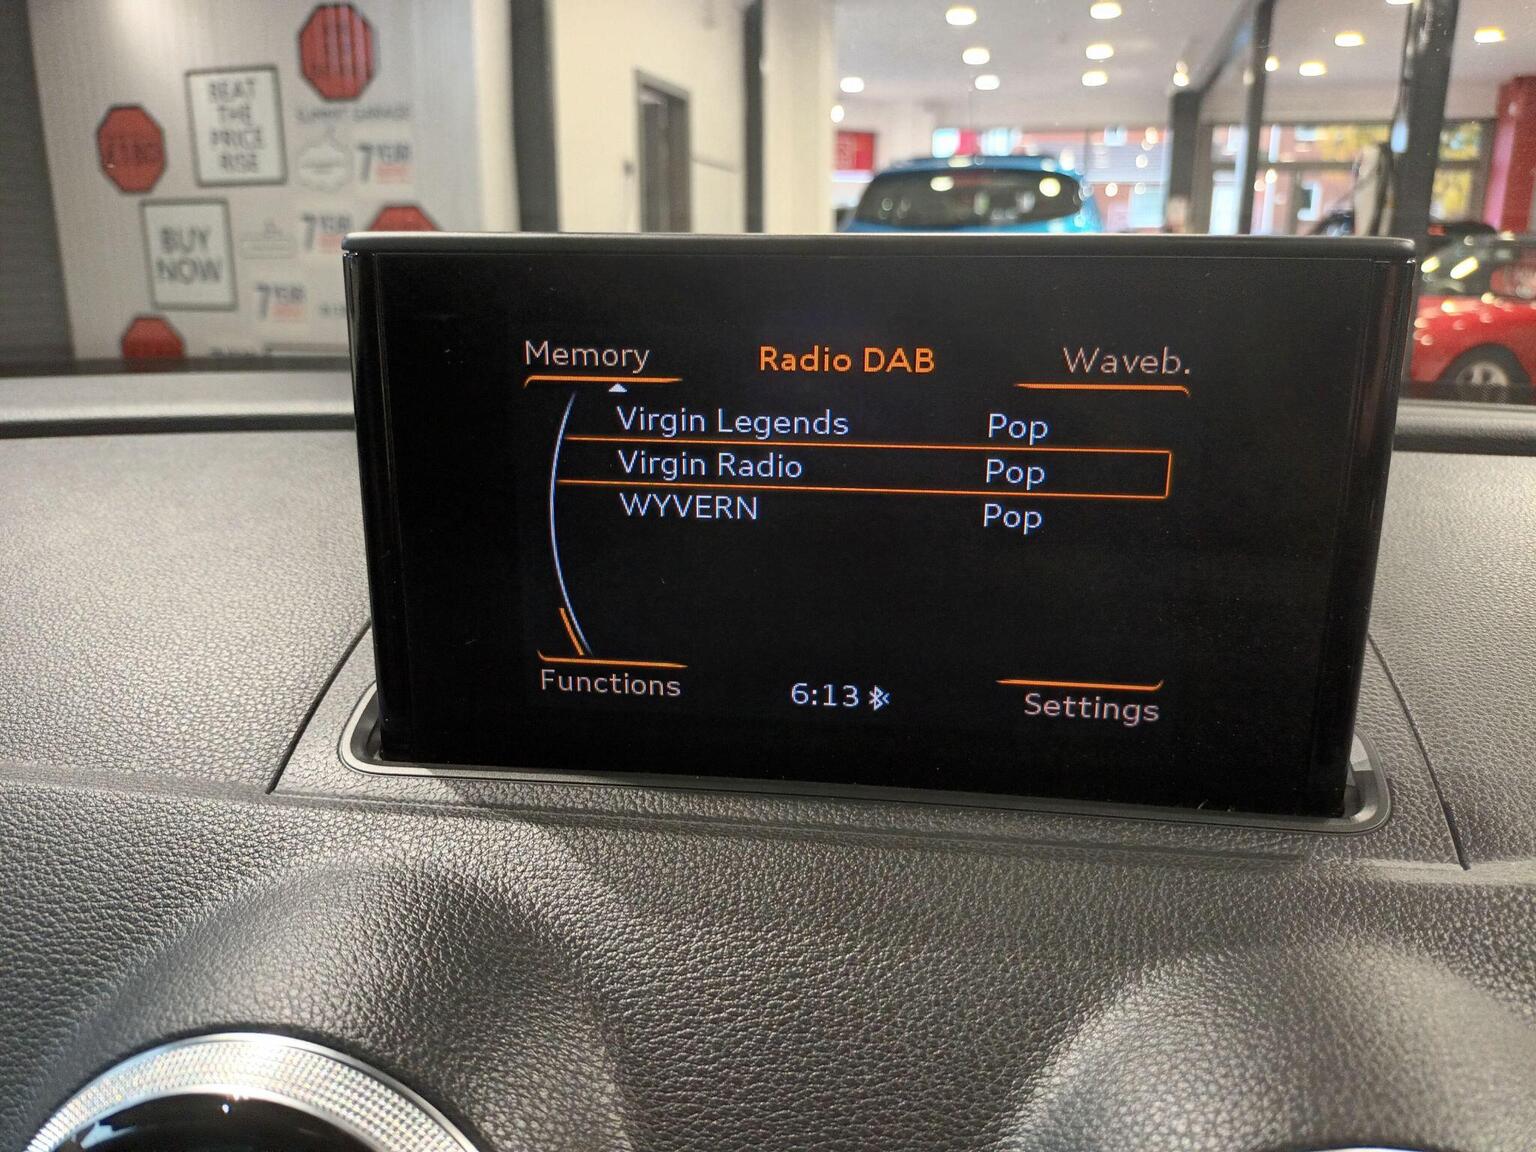 BEAT
THE
PRICE
RISE
BUY
NOW
Memory
Radio DAB
Waveb.
Virgin Legends Pop
Virgin Radio Pop
WYVERN Pop
Functions
6:13
Settings